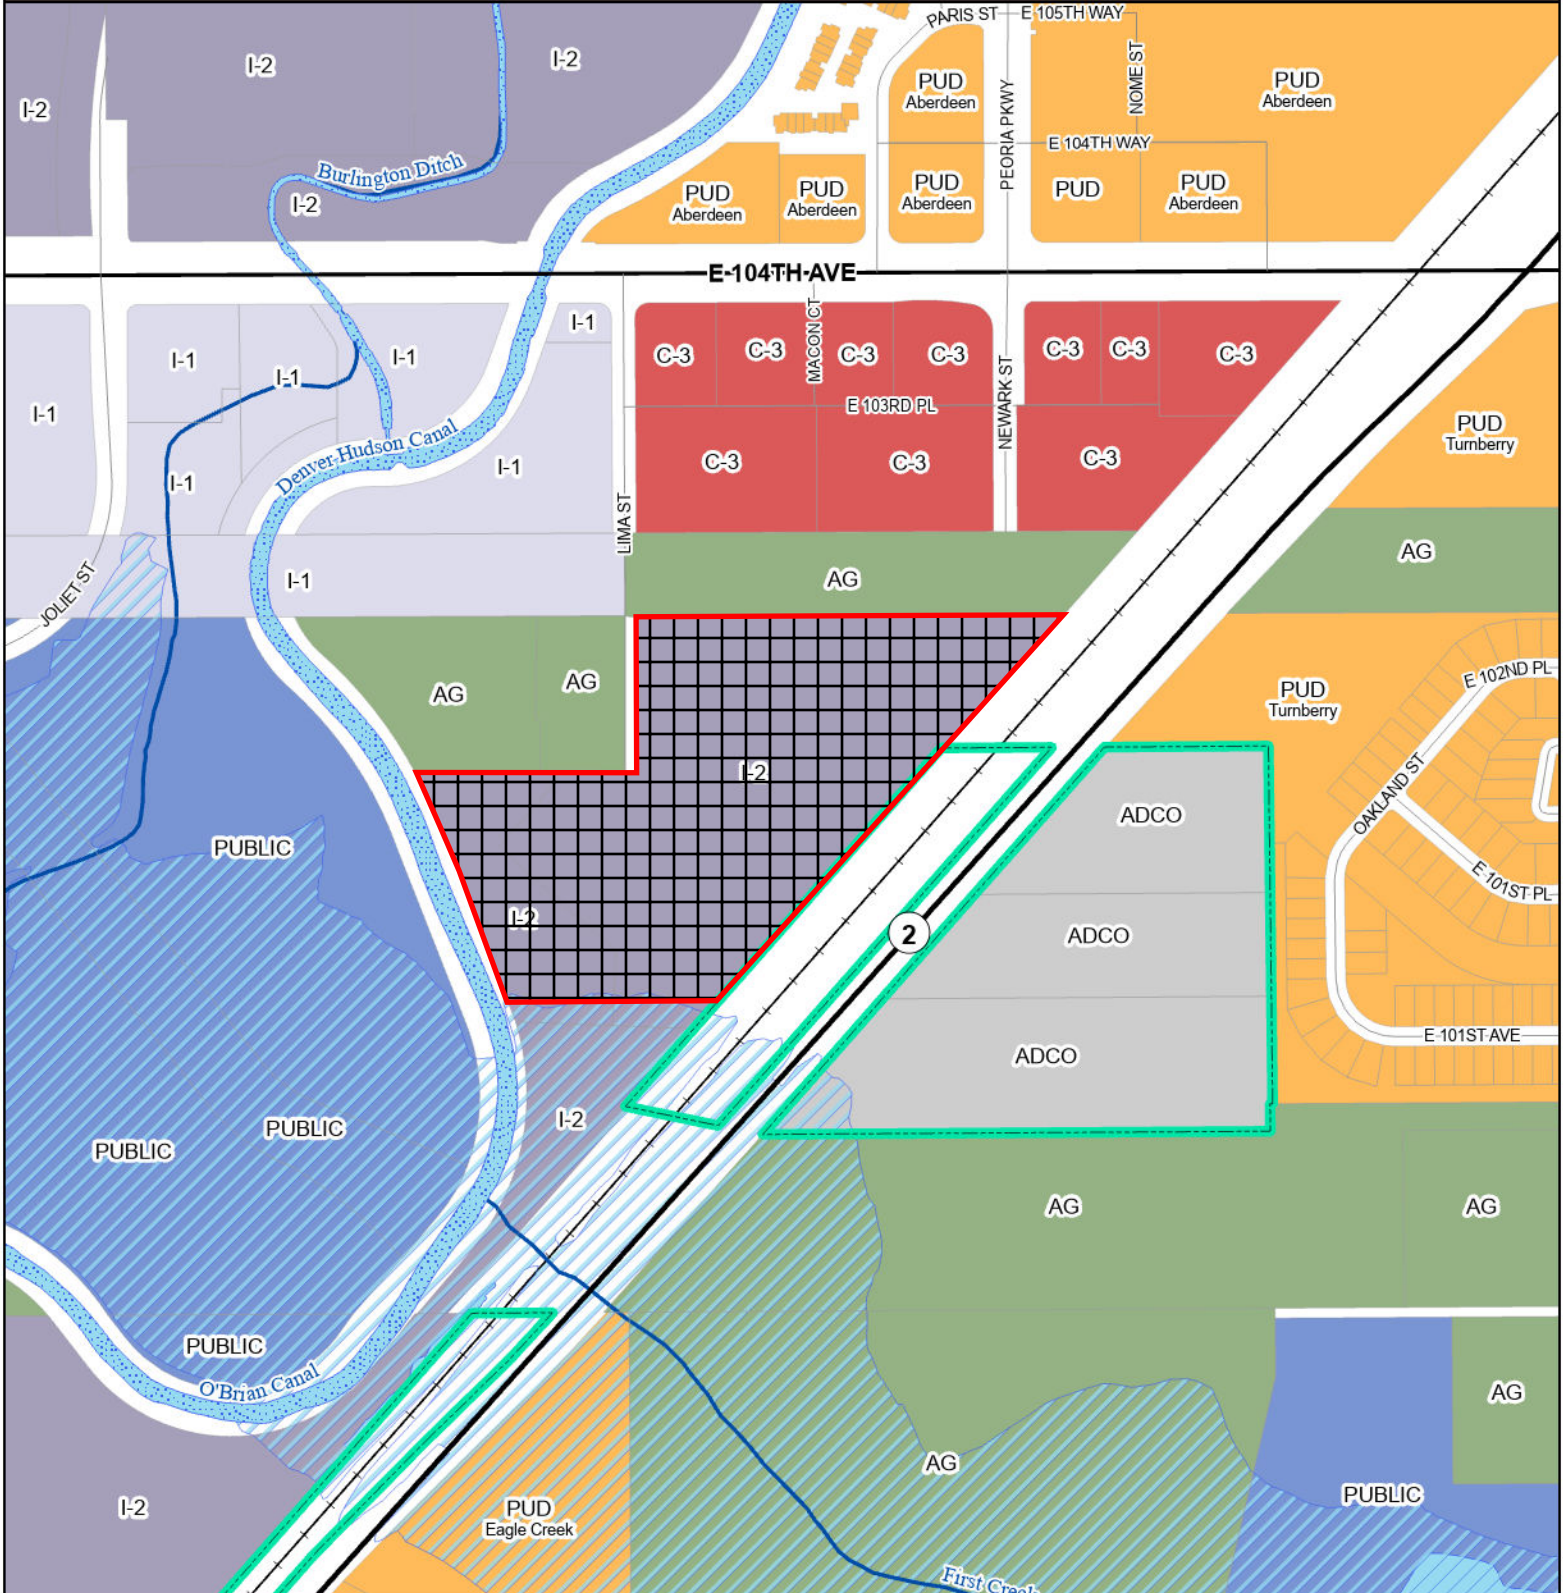 PARIS ST
E 105TH WAY
I-2
I-2
I-2
PUD
Aberdeen
NOME ST
PUD
Aberdeen
PEORIA PKWY
E 104TH WAY
Burlington Ditch
I-2
PUD
Aberdeen
PUD
Aberdeen
PUD
Aberdeen
PUD
PUD
Aberdeen
E 104TH AVE
I-1
I-1
I-1
I-1
I-1
C-3
C-3
MACON CT
C-3
C-3
C-3
C-3
C-3
NEWARK ST
E 103RD PL
PUD
Turnberry
Denver Hudson Canal
I-1
I-1
C-3
C-3
C-3
LIMA ST
JOLIET ST
I-1
AG
AG
AG
AG
PUD
Turnberry
E 102ND PL
I-2
OAKLAND ST
ADCO
PUBLIC
E 101ST PL
I-2
2
ADCO
E 101ST AVE
ADCO
I-2
PUBLIC
PUBLIC
AG
AG
PUBLIC
O'Brian Canal
AG
AG
I-2
PUD
Eagle Creek
PUBLIC
First Creek